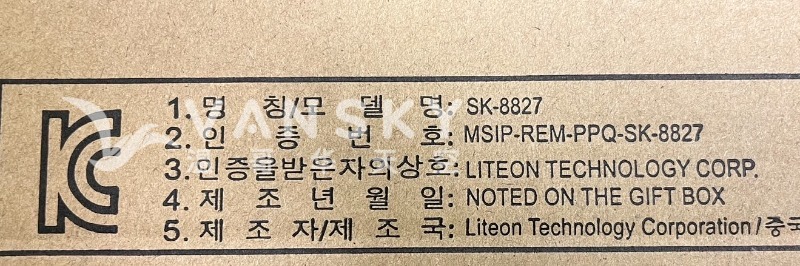 VANSKY
KC
1. 명 칭/모 델 명: SK-8827
2. 인 증 번 호: MSIP-REM-PPQ-SK-8827
3. 인증을받은자의상호: LITEON TECHNOLOGY CORP.
4. 제 조 년 월 일: NOTED ON THE GIFT BOX
5. 제 조 자/제 조 국: Liteon Technology Corporation/중국